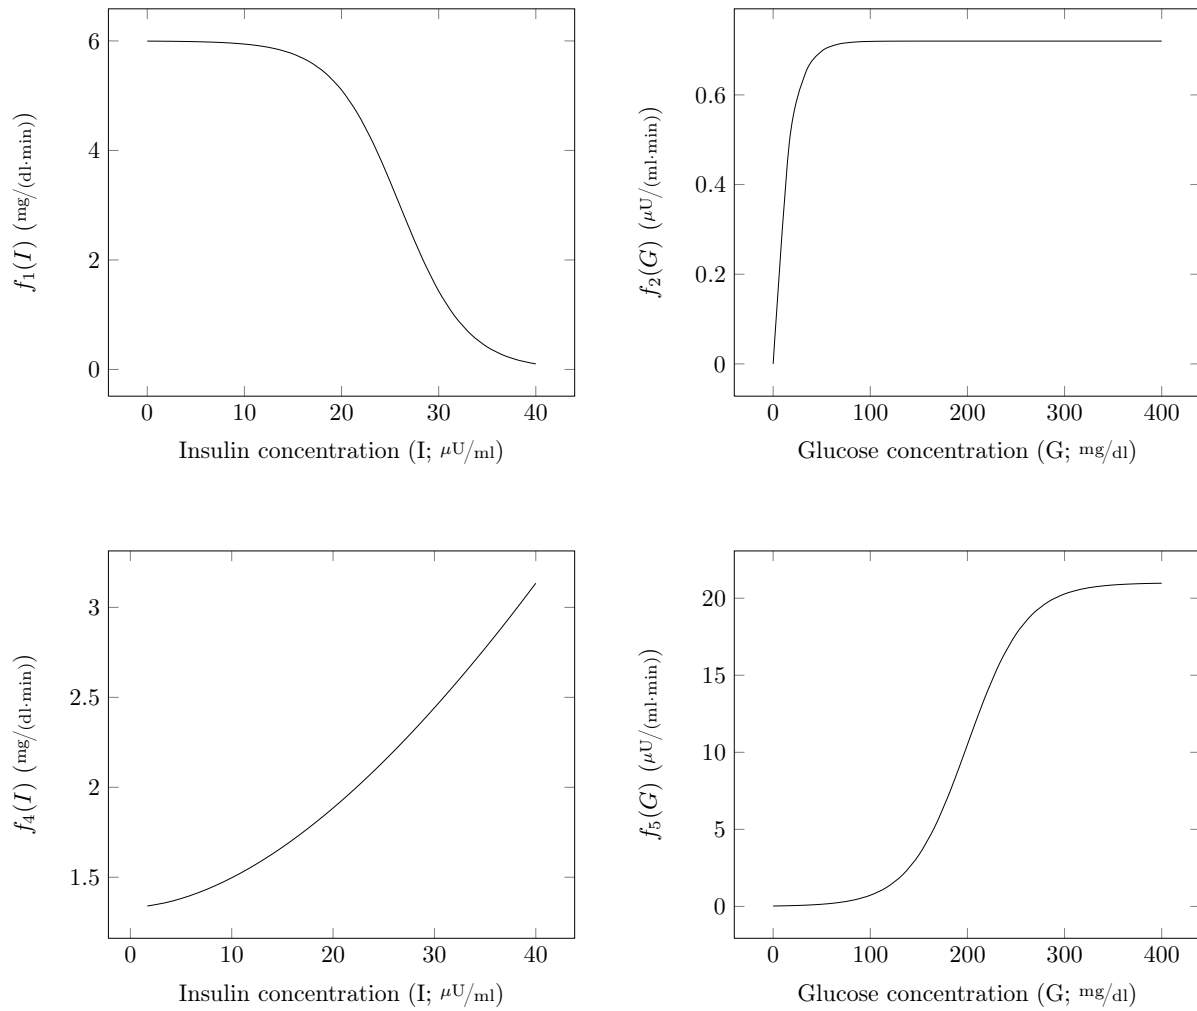 6
4
2
0
f₁(I) (mg/(dl·min))
0 10 20 30 40
Insulin concentration (I; μU/ml)
0.6
0.4
0.2
0
f₂(G) (μU/(ml·min))
0 100 200 300 400
Glucose concentration (G; mg/dl)
3
2.5
2
1.5
f₄(I) (mg/(dl·min))
0 10 20 30 40
Insulin concentration (I; μU/ml)
20
15
10
5
0
f₅(G) (μU/(ml·min))
0 100 200 300 400
Glucose concentration (G; mg/dl)